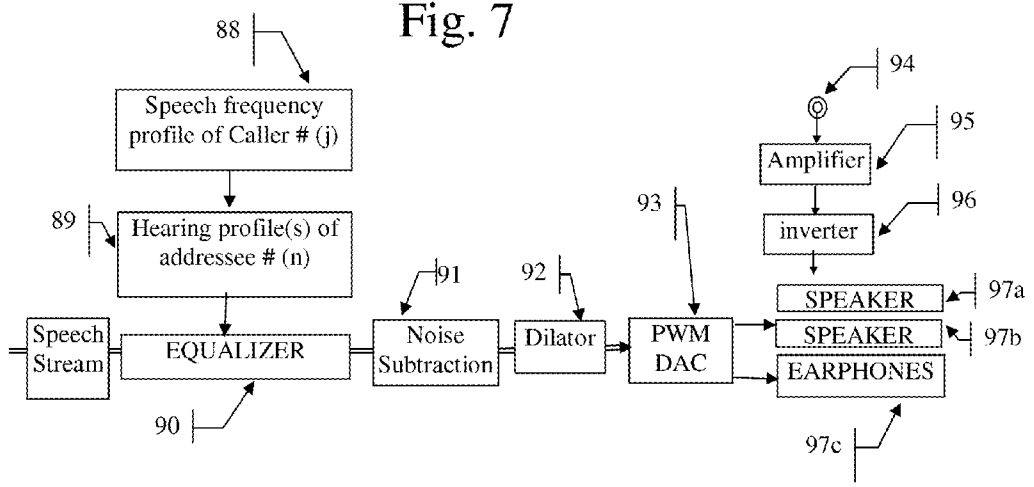 Fig. 7
88
Speech frequency
profile of Caller # (j)
94
Amplifier
95
89
Hearing profile(s) of
addressee # (n)
93
inverter
96
91
92
SPEAKER
97a
Speech
Stream
EQUALIZER
Noise
Subtraction
Dilator
PWM
DAC
SPEAKER
97b
EARPHONES
90
97c